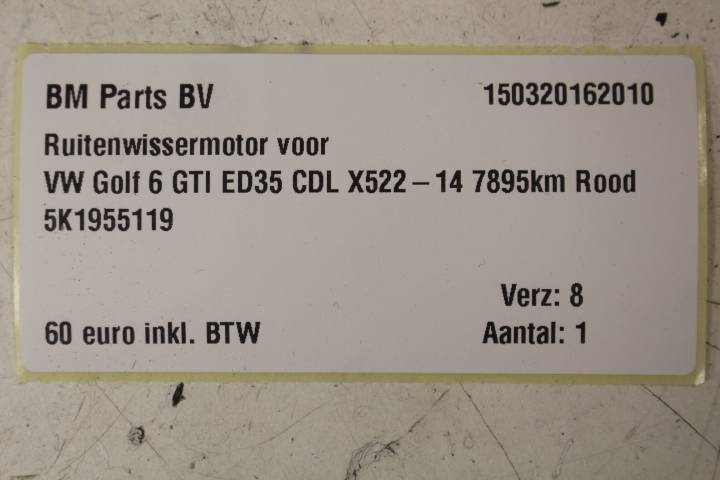 BM Parts BV 150320162010
Ruitenwissermotor voor
VW Golf 6 GTI ED35 CDL X522 – 14 7895km Rood
5K1955119
Verz: 8
60 euro inkl. BTW Aantal: 1